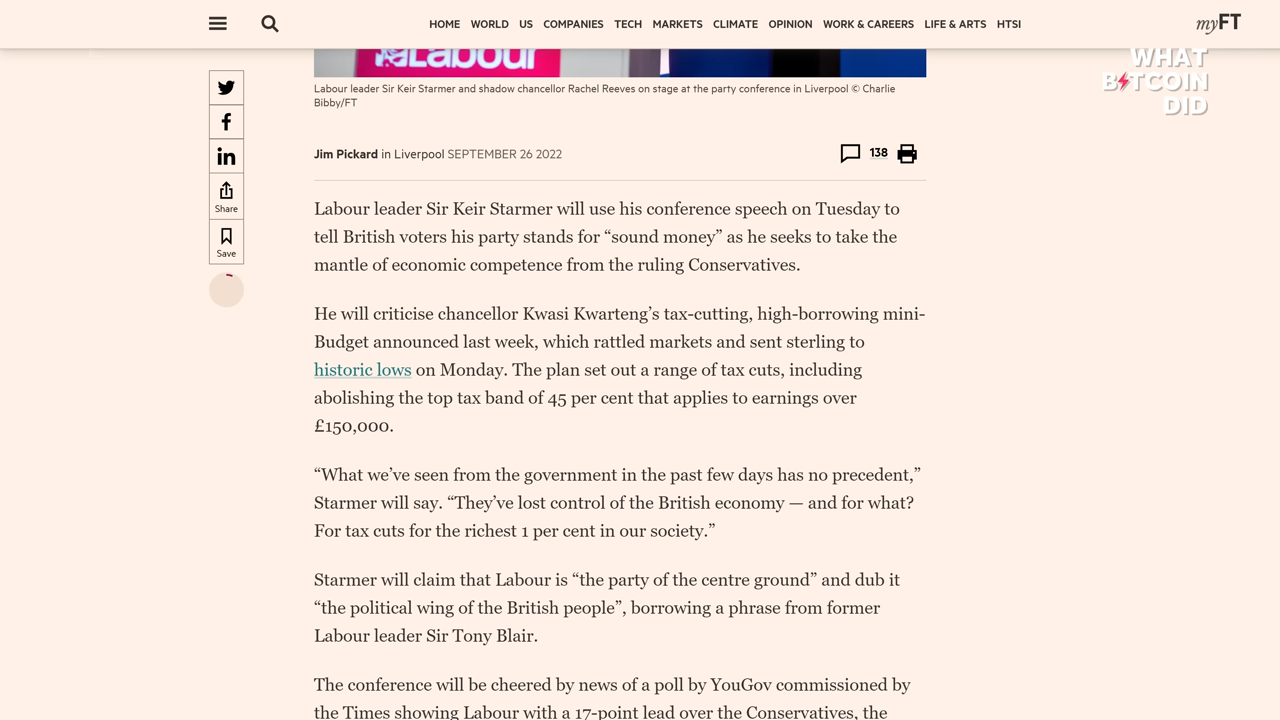 HOME WORLD US COMPANIES TECH MARKETS CLIMATE OPINION WORK & CAREERS LIFE & ARTS HTSI
myFT
Labour
WHAT
BTCOIN
DID
Labour leader Sir Keir Starmer and shadow chancellor Rachel Reeves on stage at the party conference in Liverpool © Charlie
Bibby/FT
Jim Pickard in Liverpool SEPTEMBER 26 2022
138
Share
Save
Labour leader Sir Keir Starmer will use his conference speech on Tuesday to
tell British voters his party stands for “sound money” as he seeks to take the
mantle of economic competence from the ruling Conservatives.
He will criticise chancellor Kwasi Kwarteng’s tax-cutting, high-borrowing mini-
Budget announced last week, which rattled markets and sent sterling to
historic lows on Monday. The plan set out a range of tax cuts, including
abolishing the top tax band of 45 per cent that applies to earnings over
£150,000.
“What we’ve seen from the government in the past few days has no precedent,”
Starmer will say. “They’ve lost control of the British economy — and for what?
For tax cuts for the richest 1 per cent in our society.”
Starmer will claim that Labour is “the party of the centre ground” and dub it
“the political wing of the British people”, borrowing a phrase from former
Labour leader Sir Tony Blair.
The conference will be cheered by news of a poll by YouGov commissioned by
the Times showing Labour with a 17-point lead over the Conservatives, the